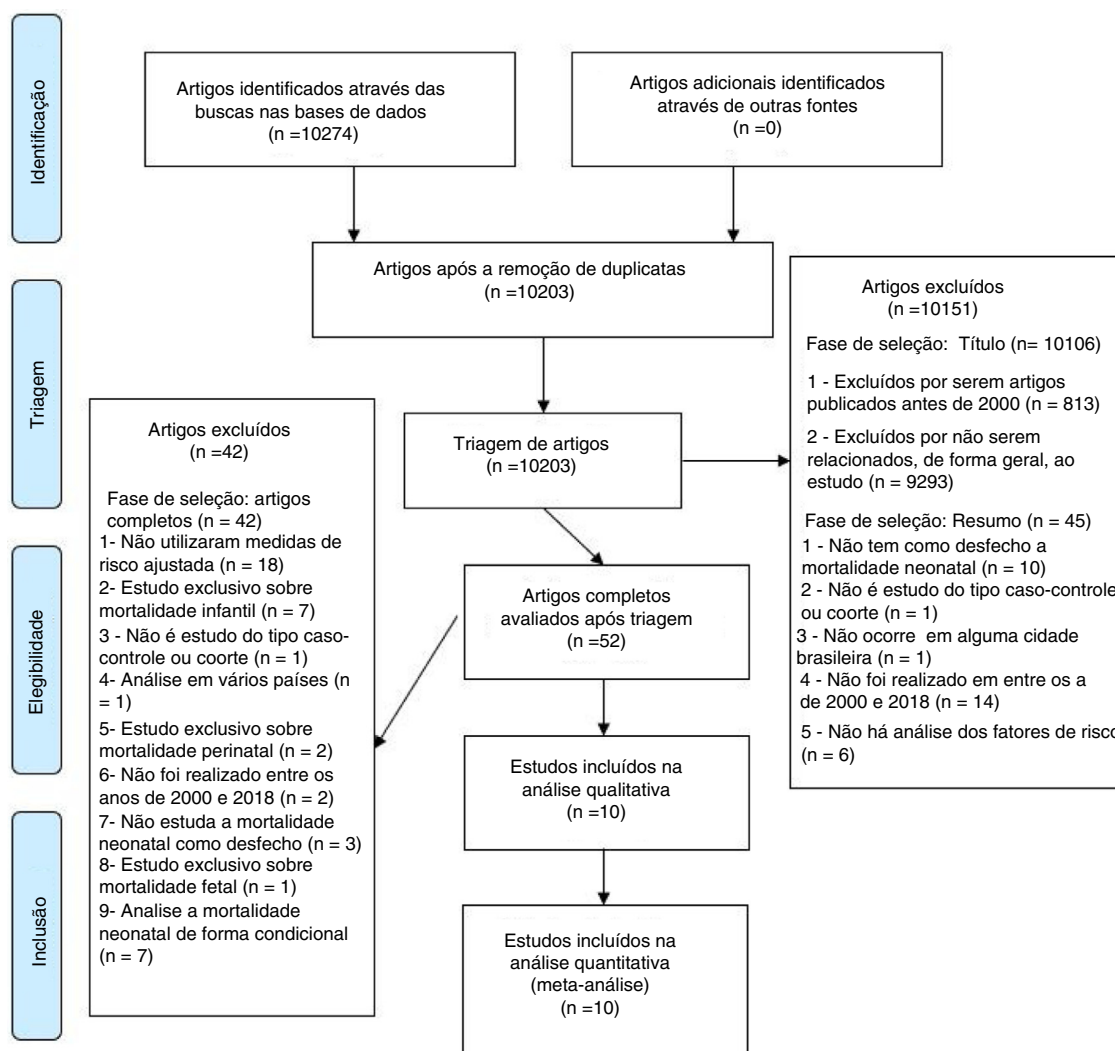 Identificação
Artigos identificados através das
buscas nas bases de dados
(n =10274)
Artigos adicionais identificados
através de outras fontes
(n =0)
Artigos após a remoção de duplicatas
(n =10203)
Triagem
Triagem de artigos
(n =10203)
Artigos excluídos
(n =10151)
Fase de seleção: Título (n= 10106)
1 - Excluídos por serem artigos
publicados antes de 2000 (n = 813)
2 - Excluídos por não serem
relacionados, de forma geral, ao
estudo (n = 9293)
Fase de seleção: Resumo (n = 45)
1 - Não tem como desfecho a
mortalidade neonatal (n = 10)
2 - Não é estudo do tipo caso-controle
ou coorte (n = 1)
3 - Não ocorre em alguma cidade
brasileira (n = 1)
4 - Não foi realizado em entre os a
de 2000 e 2018 (n = 14)
5 - Não há análise dos fatores de risco
(n = 6)
Artigos excluídos
(n =42)
Fase de seleção: artigos
completos (n = 42)
1- Não utilizaram medidas de
risco ajustada (n = 18)
2- Estudo exclusivo sobre
mortalidade infantil (n = 7)
3 - Não é estudo do tipo caso-
controle ou coorte (n = 1)
4- Análise em vários países (n
= 1)
5- Estudo exclusivo sobre
mortalidade perinatal (n = 2)
6- Não foi realizado entre os
anos de 2000 e 2018 (n = 2)
7- Não estuda a mortalidade
neonatal como desfecho (n = 3)
8- Estudo exclusivo sobre
mortalidade fetal (n = 1)
9- Analise a mortalidade
neonatal de forma condicional
(n = 7)
Elegibilidade
Artigos completos
avaliados após triagem
(n =52)
Estudos incluídos na
análise qualitativa
(n =10)
Inclusão
Estudos incluídos na
análise quantitativa
(meta-análise)
(n =10)